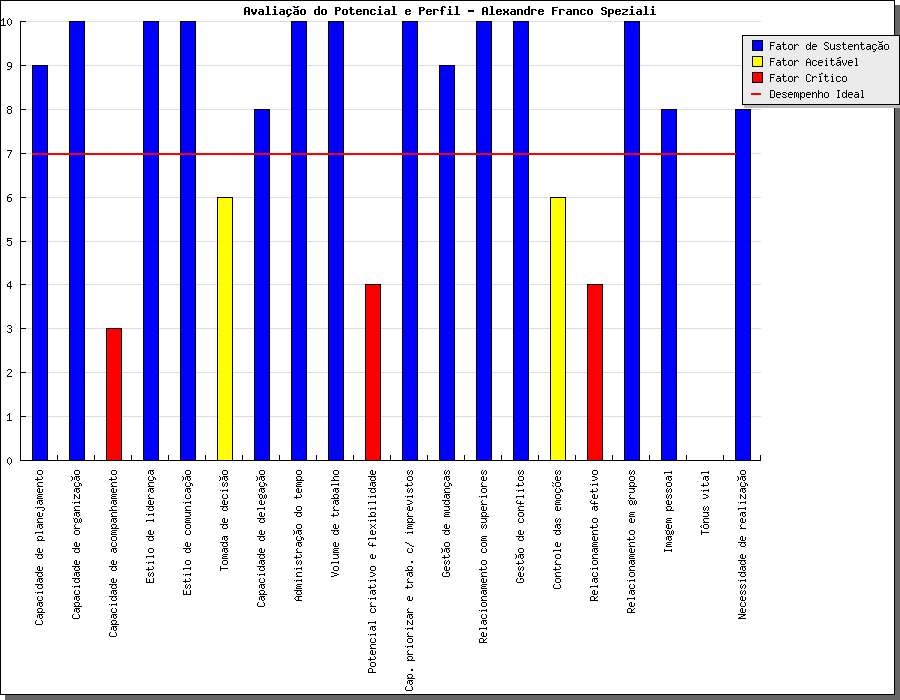 Avaliação do Potencial e Perfil - Alexandre Franco Speziali
Fator de Sustentação
Fator Aceitável
Fator Crítico
Desempenho Ideal
10
9
8
7
6
5
4
3
2
1
0
Capacidade de planejamento
Capacidade de organização
Capacidade de acompanhamento
Estilo de liderança
Estilo de comunicação
Tomada de decisão
Capacidade de delegação
Administração do tempo
Volume de trabalho
Potencial criativo e flexibilidade
Cap. priorizar e trab. c/ imprevistos
Gestão de mudanças
Relacionamento com superiores
Gestão de conflitos
Controle das emoções
Relacionamento afetivo
Relacionamento em grupos
Imagem pessoal
Tônus vital
Necessidade de realização